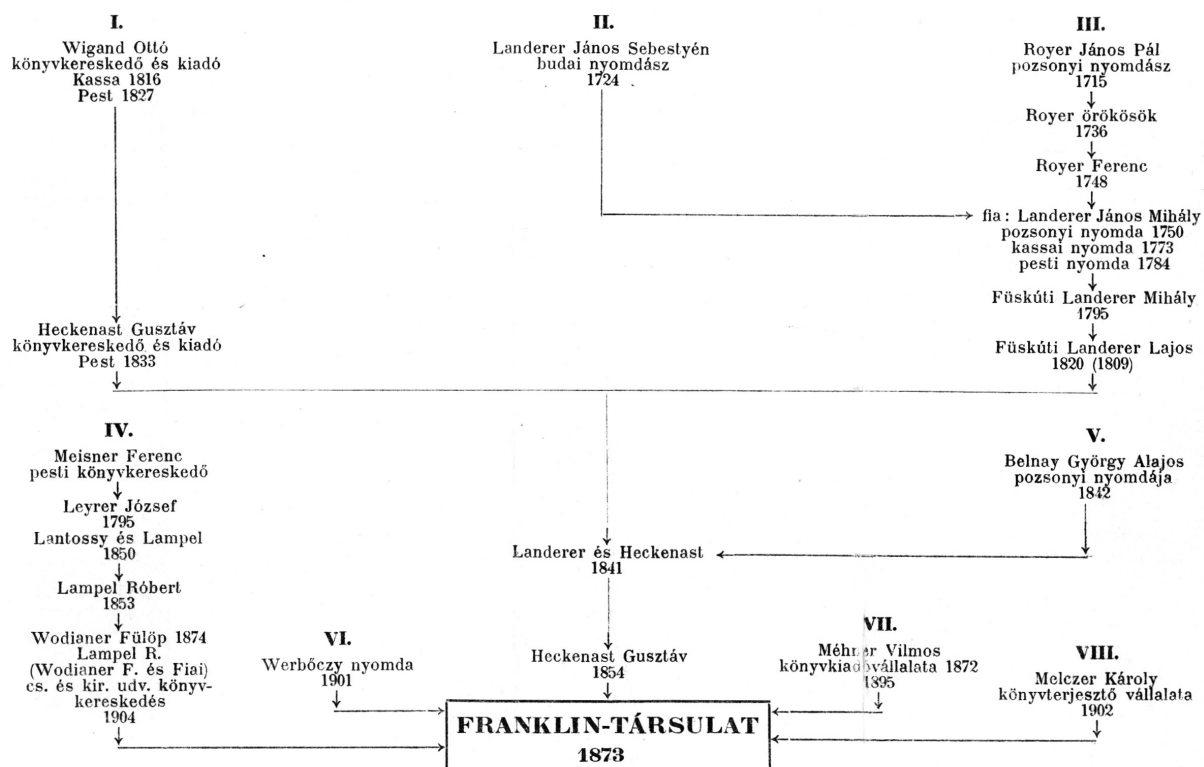 I.
Wigand Ottó
könyvkereskedő és kiadó
Kassa 1816
Pest 1827
Heckenast Gusztáv
könyvkereskedő és kiadó
Pest 1833
II.
Landerer János Sebestyén
budai nyomdász
1724
III.
Royer János Pál
pozsonyi nyomdász
1715
Royer örökösök
1736
Royer Ferenc
1748
fia: Landerer János Mihály
pozsonyi nyomda 1750
kassai nyomda 1773
pesti nyomda 1784
Füskúti Landerer Mihály
1795
Füskúti Landerer Lajos
1820 (1809)
IV.
Meisner Ferenc
pesti könyvkereskedő
Leyrer József
1795
Lantossy és Lampel
1850
Lampel Róbert
1853
Wodianer Fülöp 1874
Lampel R.
(Wodianer F. és Fiai)
cs. és kir. udv. könyv-
kereskedés
1904
V.
Belnay György Alajos
pozsonyi nyomdája
1842
Landerer és Heckenast
1841
VI.
Werbőczy nyomda
1901
Heckenast Gusztáv
1854
VII.
Méhner Vilmos
könyvkiadóvállalata 1872
1895
VIII.
Melczer Károly
könyvterjesztő vállalata
1902
FRANKLIN-TÁRSULAT
1873